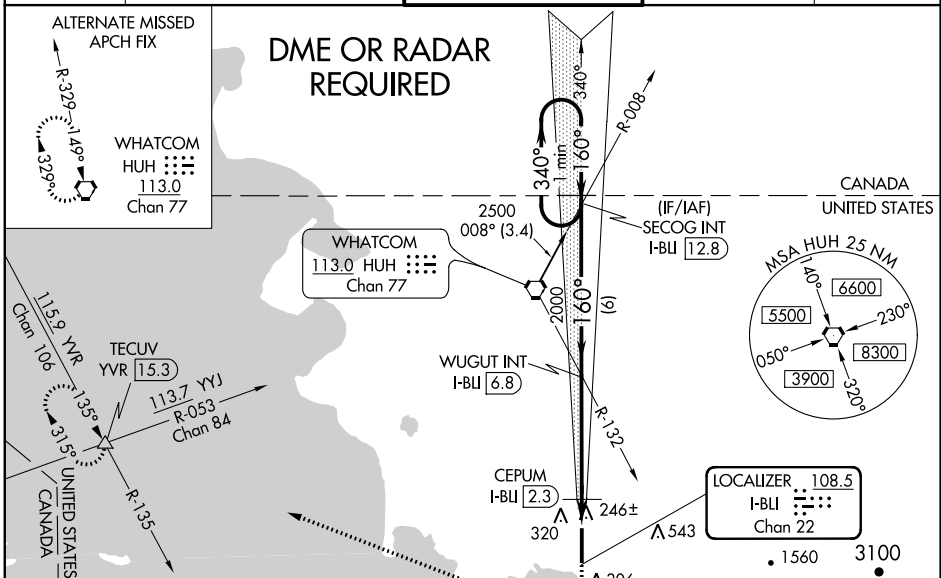 ALTERNATE MISSED
APCH FIX
R-329
149°
329°
WHATCOM
HUH
113.0
Chan 77
DME OR RADAR
REQUIRED
340°
R-008
340°
1 min
160°
CANADA
UNITED STATES
(IF/IAF)
SECOG INT
I-BLI 12.8
2500
008° (3.4)
WHATCOM
113.0 HUH
Chan 77
2000
160°
(6)
MSA HUH 25 NM
140°
6600
5500
230°
050°
8300
3900
320°
115.9 YVR
Chan 106
TECUV
YVR 15.3
135°
113.7 YYJ
R-053
Chan 84
315°
UNITED STATES
CANADA
R-135
WUGUT INT
I-BLI 6.8
R-132
CEPUM
I-BLI 2.3
246±
320
543
LOCALIZER 108.5
I-BLI
Chan 22
1560
3100